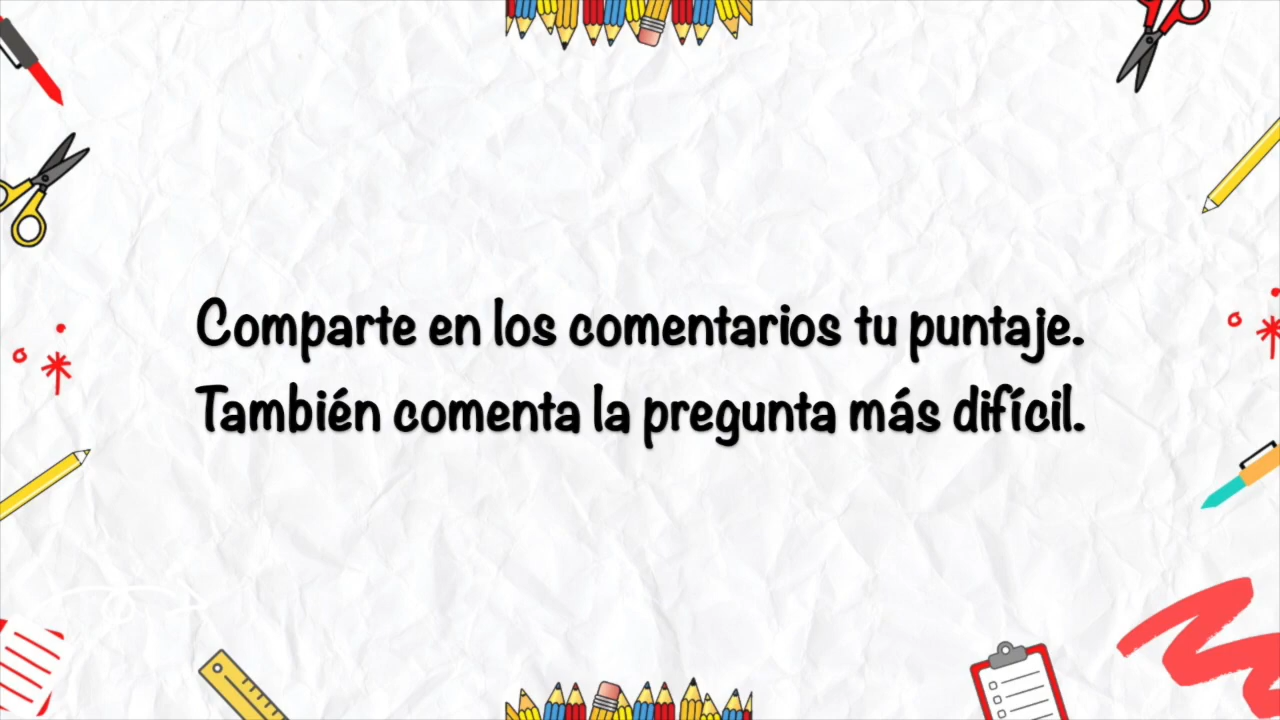 Comparte en los comentarios tu puntaje.
También comenta la pregunta más difícil.